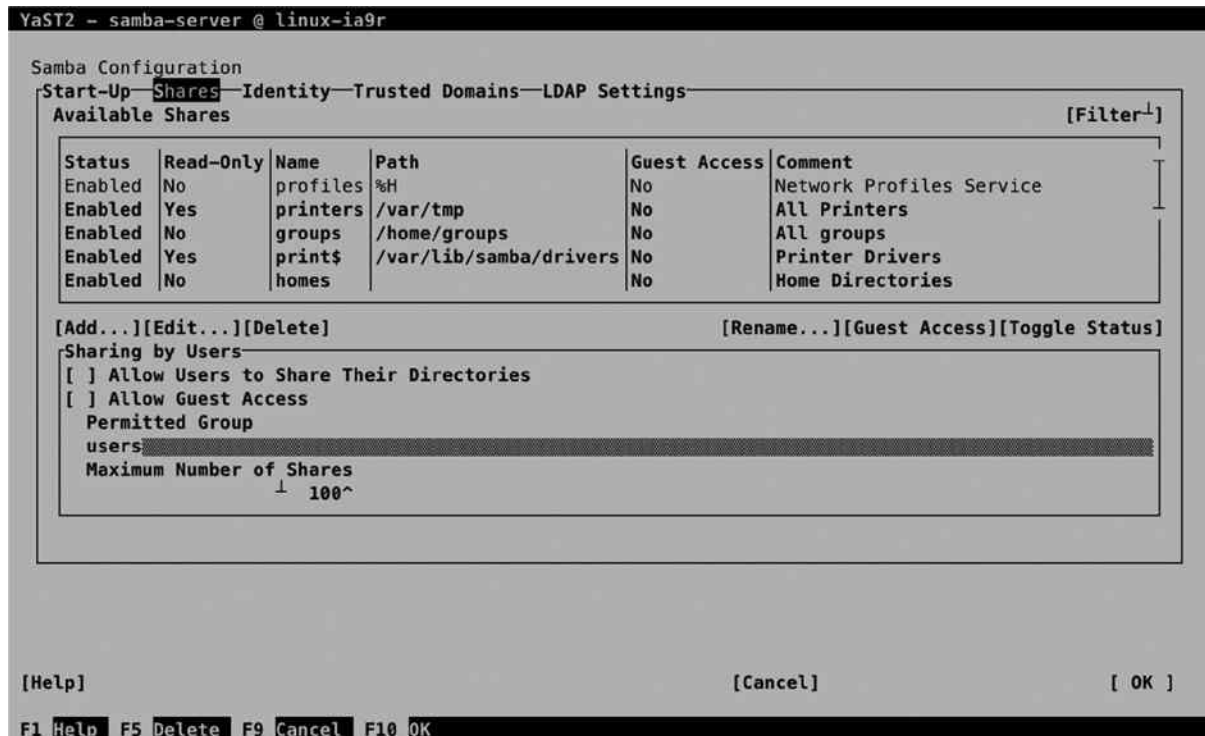 YaST2 - samba-server @ linux-ia9r
Samba Configuration
Start-Up Shares Identity Trusted Domains LDAP Settings
Available Shares [Filter┴]
Status Read-Only Name Path Guest Access Comment
Enabled No profiles %H No Network Profiles Service
Enabled Yes printers /var/tmp No All Printers
Enabled No groups /home/groups No All groups
Enabled Yes print$ /var/lib/samba/drivers No Printer Drivers
Enabled No homes No Home Directories
[Add...][Edit...][Delete] [Rename...][Guest Access][Toggle Status]
Sharing by Users
[ ] Allow Users to Share Their Directories
[ ] Allow Guest Access
Permitted Group
users
Maximum Number of Shares
┴ 100^
[Help] [Cancel] [ OK ]
F1 Help F5 Delete F9 Cancel F10 OK